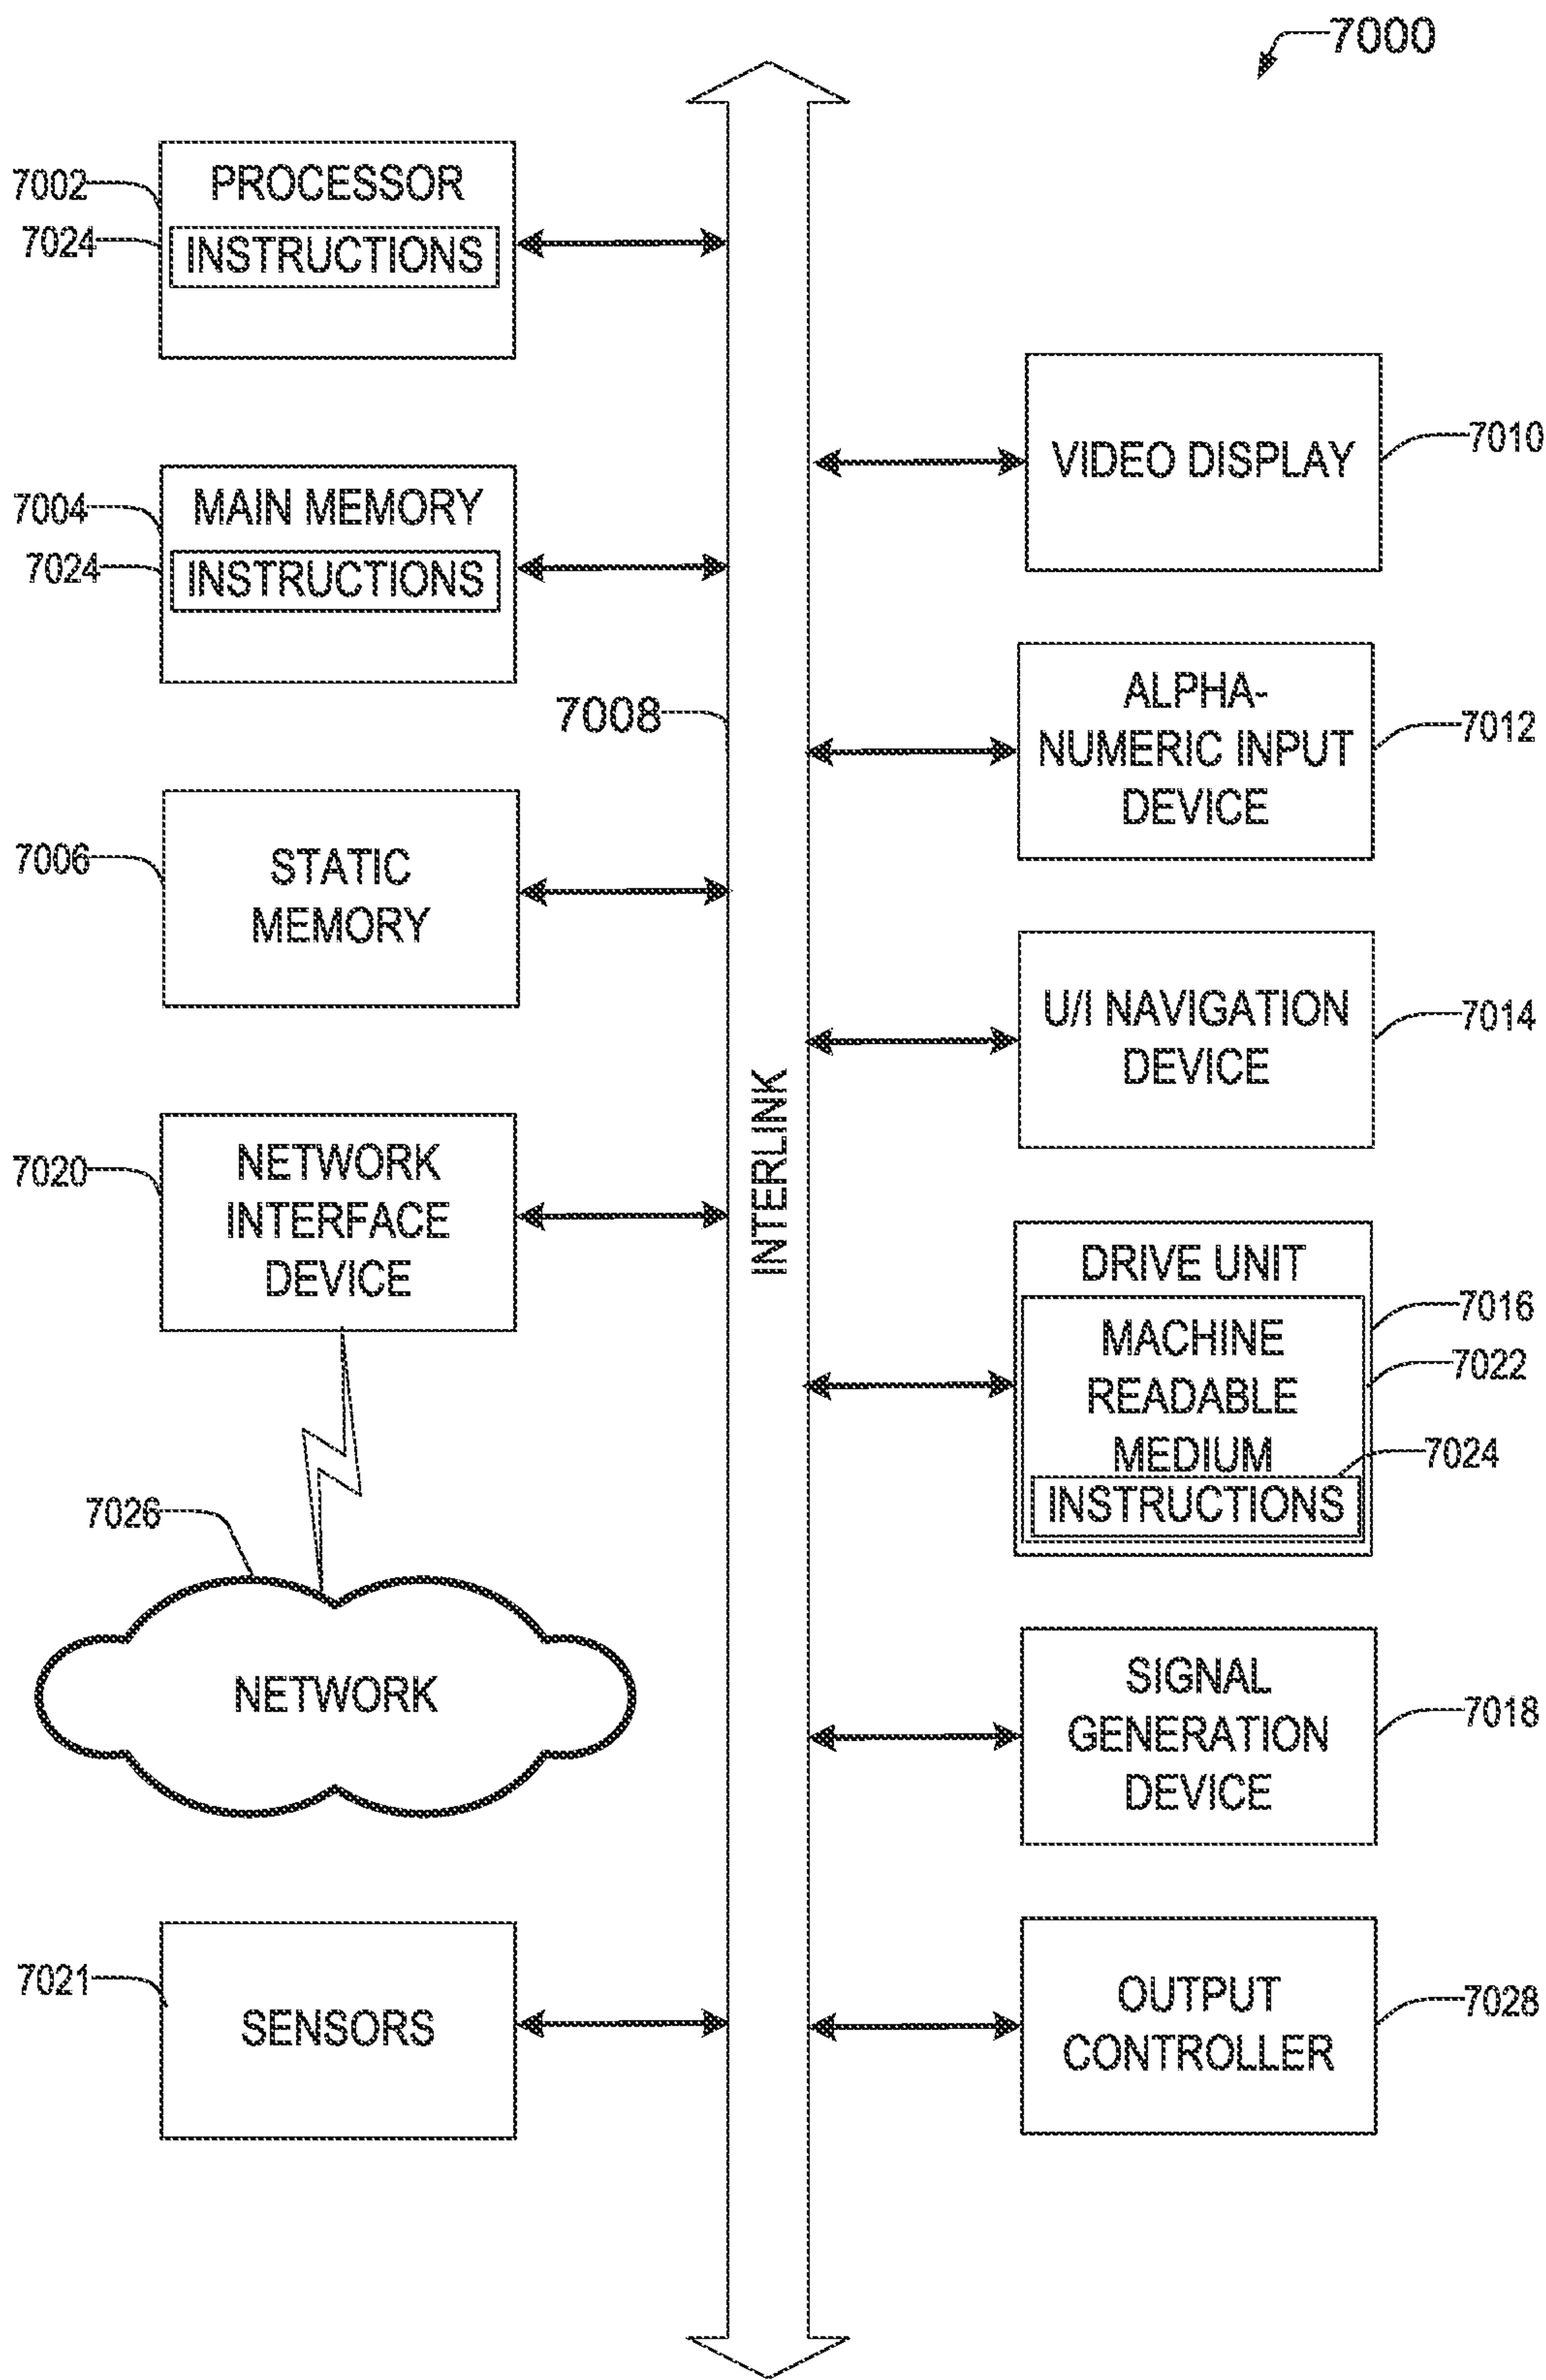 7000
7002
PROCESSOR
7024
INSTRUCTIONS
7004
MAIN MEMORY
7024
INSTRUCTIONS
7008
7006
STATIC
MEMORY
7020
NETWORK
INTERFACE
DEVICE
7026
NETWORK
7021
SENSORS
INTERLINK
VIDEO DISPLAY
7010
ALPHA-
NUMERIC INPUT
DEVICE
7012
U/I NAVIGATION
DEVICE
7014
DRIVE UNIT
7016
MACHINE
READABLE
MEDIUM
7022
7024
INSTRUCTIONS
SIGNAL
GENERATION
DEVICE
7018
OUTPUT
CONTROLLER
7028